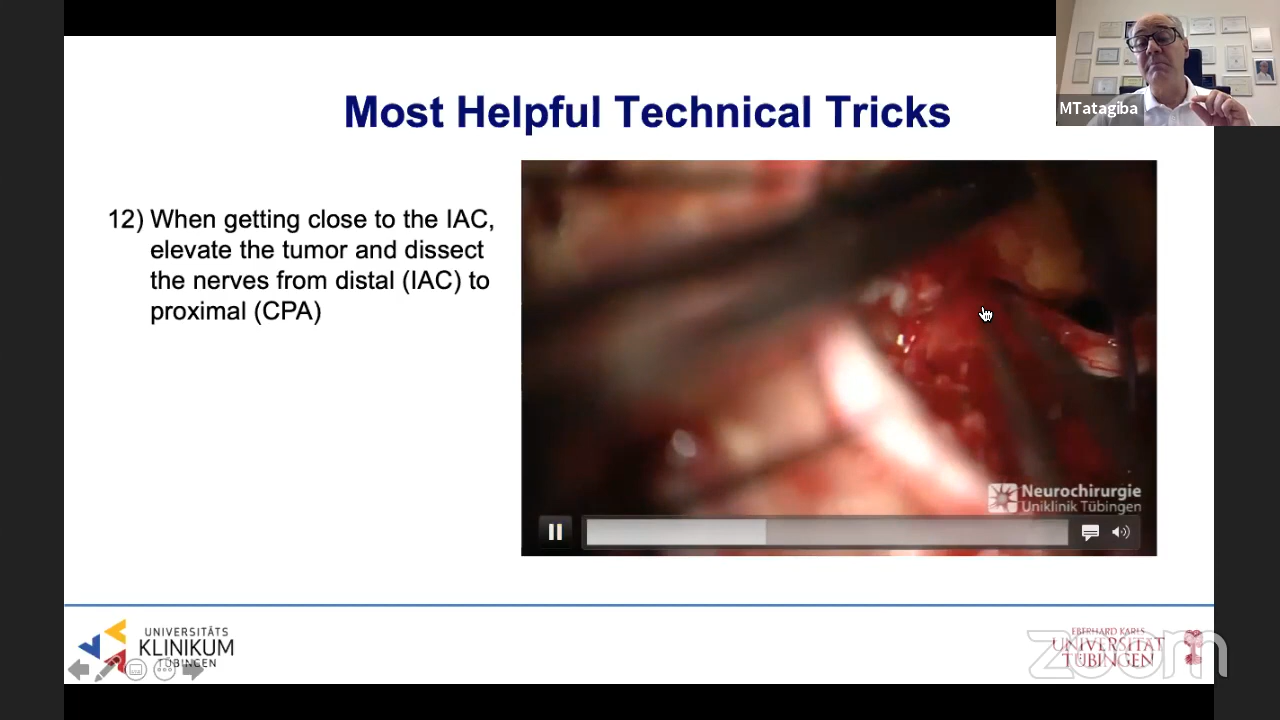 Most Helpful Technical Tricks
MTatagiba
12) When getting close to the IAC,
elevate the tumor and dissect
the nerves from distal (IAC) to
proximal (CPA)
Neurochirurgie
Uniklinik Tübingen
UNIVERSITÄTS
KLINIKUM
TÜBINGEN
EBERHARD KARLS
UNIVERSITÄT
TÜBINGEN
zoom